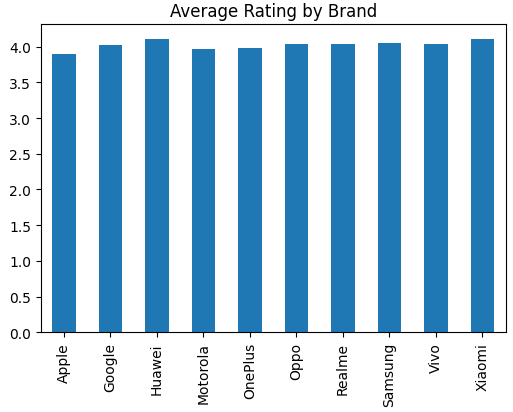 Average Rating by Brand
4.0
3.5
3.0
2.5
2.0
1.5
1.0
0.5
0.0
Apple
Google
Huawei
Motorola
OnePlus
Oppo
Realme
Samsung
Vivo
Xiaomi